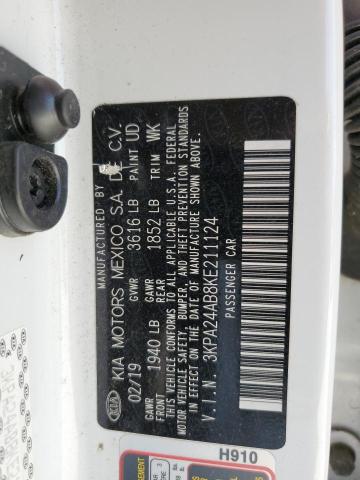 MANUFACTURED BY
KIA KIA MOTORS MEXICO S.A. DE C.V.
02/19 GVWR 3616 LB PAINT UD
GAWR FRONT 1940 LB GAWR REAR 1852 LB TRIM WK
THIS VEHICLE CONFORMS TO ALL APPLICABLE U.S.A. FEDERAL
MOTOR VEHICLE SAFETY, BUMPER, AND THEFT PREVENTION
STANDARDS IN EFFECT ON THE DATE OF MANUFACTURE SHOWN ABOVE.
V.I.N. 3KPA24AB8KE211124
PASSENGER CAR
H910